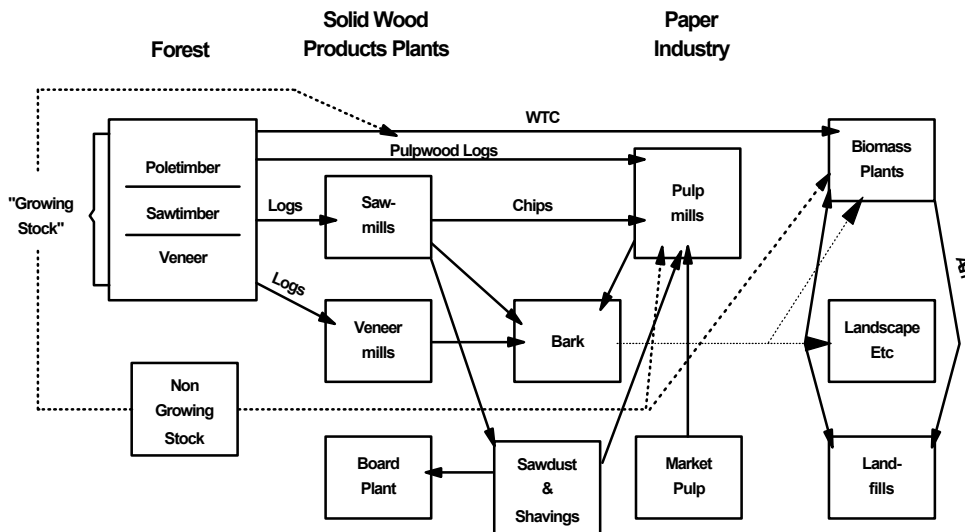 Solid Wood
Products Plants
Paper
Industry
Forest
WTC
Pulpwood Logs
Biomass
Plants
Poletimber
Sawtimber
Veneer
"Growing
Stock"
Logs
Saw-
mills
Chips
Pulp
mills
Logs
Veneer
mills
Bark
Landscape
Etc
Non
Growing
Stock
Board
Plant
Sawdust
&
Shavings
Market
Pulp
Land-
fills